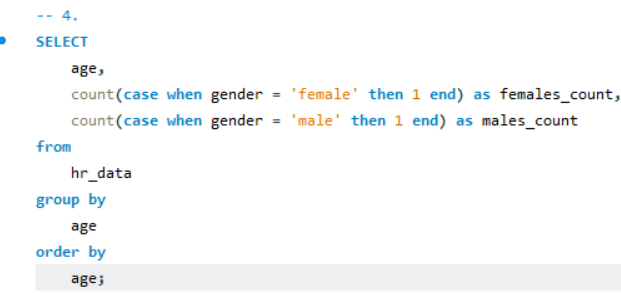 -- 4.
SELECT
age,
count(case when gender = 'female' then 1 end) as females_count,
count(case when gender = 'male' then 1 end) as males_count
from
hr_data
group by
age
order by
age;